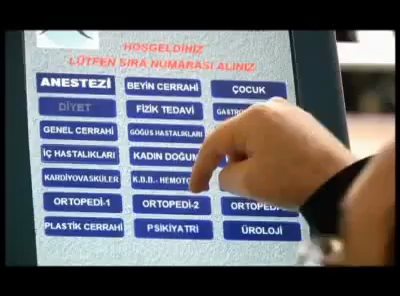 HOŞGELDİNİZ
LÜTFEN SIRA NUMARASI ALINIZ
ANESTEZİ BEYİN CERRAHİ ÇOCUK
DİYET FİZİK TEDAVİ
GENEL CERRAHİ GÖĞÜS HASTALIKLARI
İÇ HASTALIKLARI KADIN DOĞUM
KARDİYOVASKÜLER K.B.B.-
ORTOPEDİ-1 ORTOPEDİ-2
PLASTİK CERRAHİ PSİKİYATRİ ÜROLOJİ